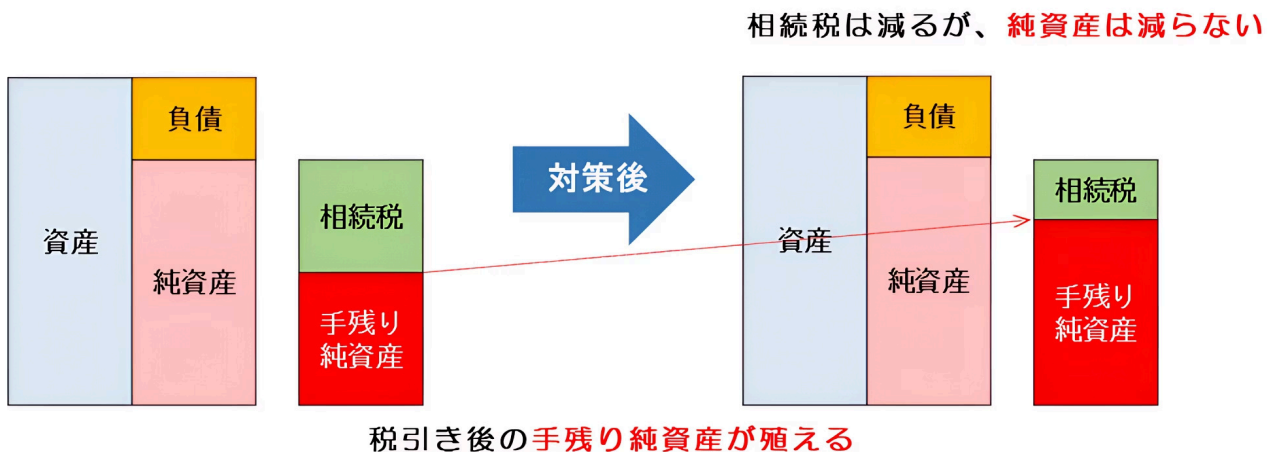 相続税は減るが、純資産は減らない
資産
負債
純資産
相続税
手残り
純資産
対策後
資産
負債
純資産
相続税
手残り
純資産
税引き後の手残り純資産が殖える